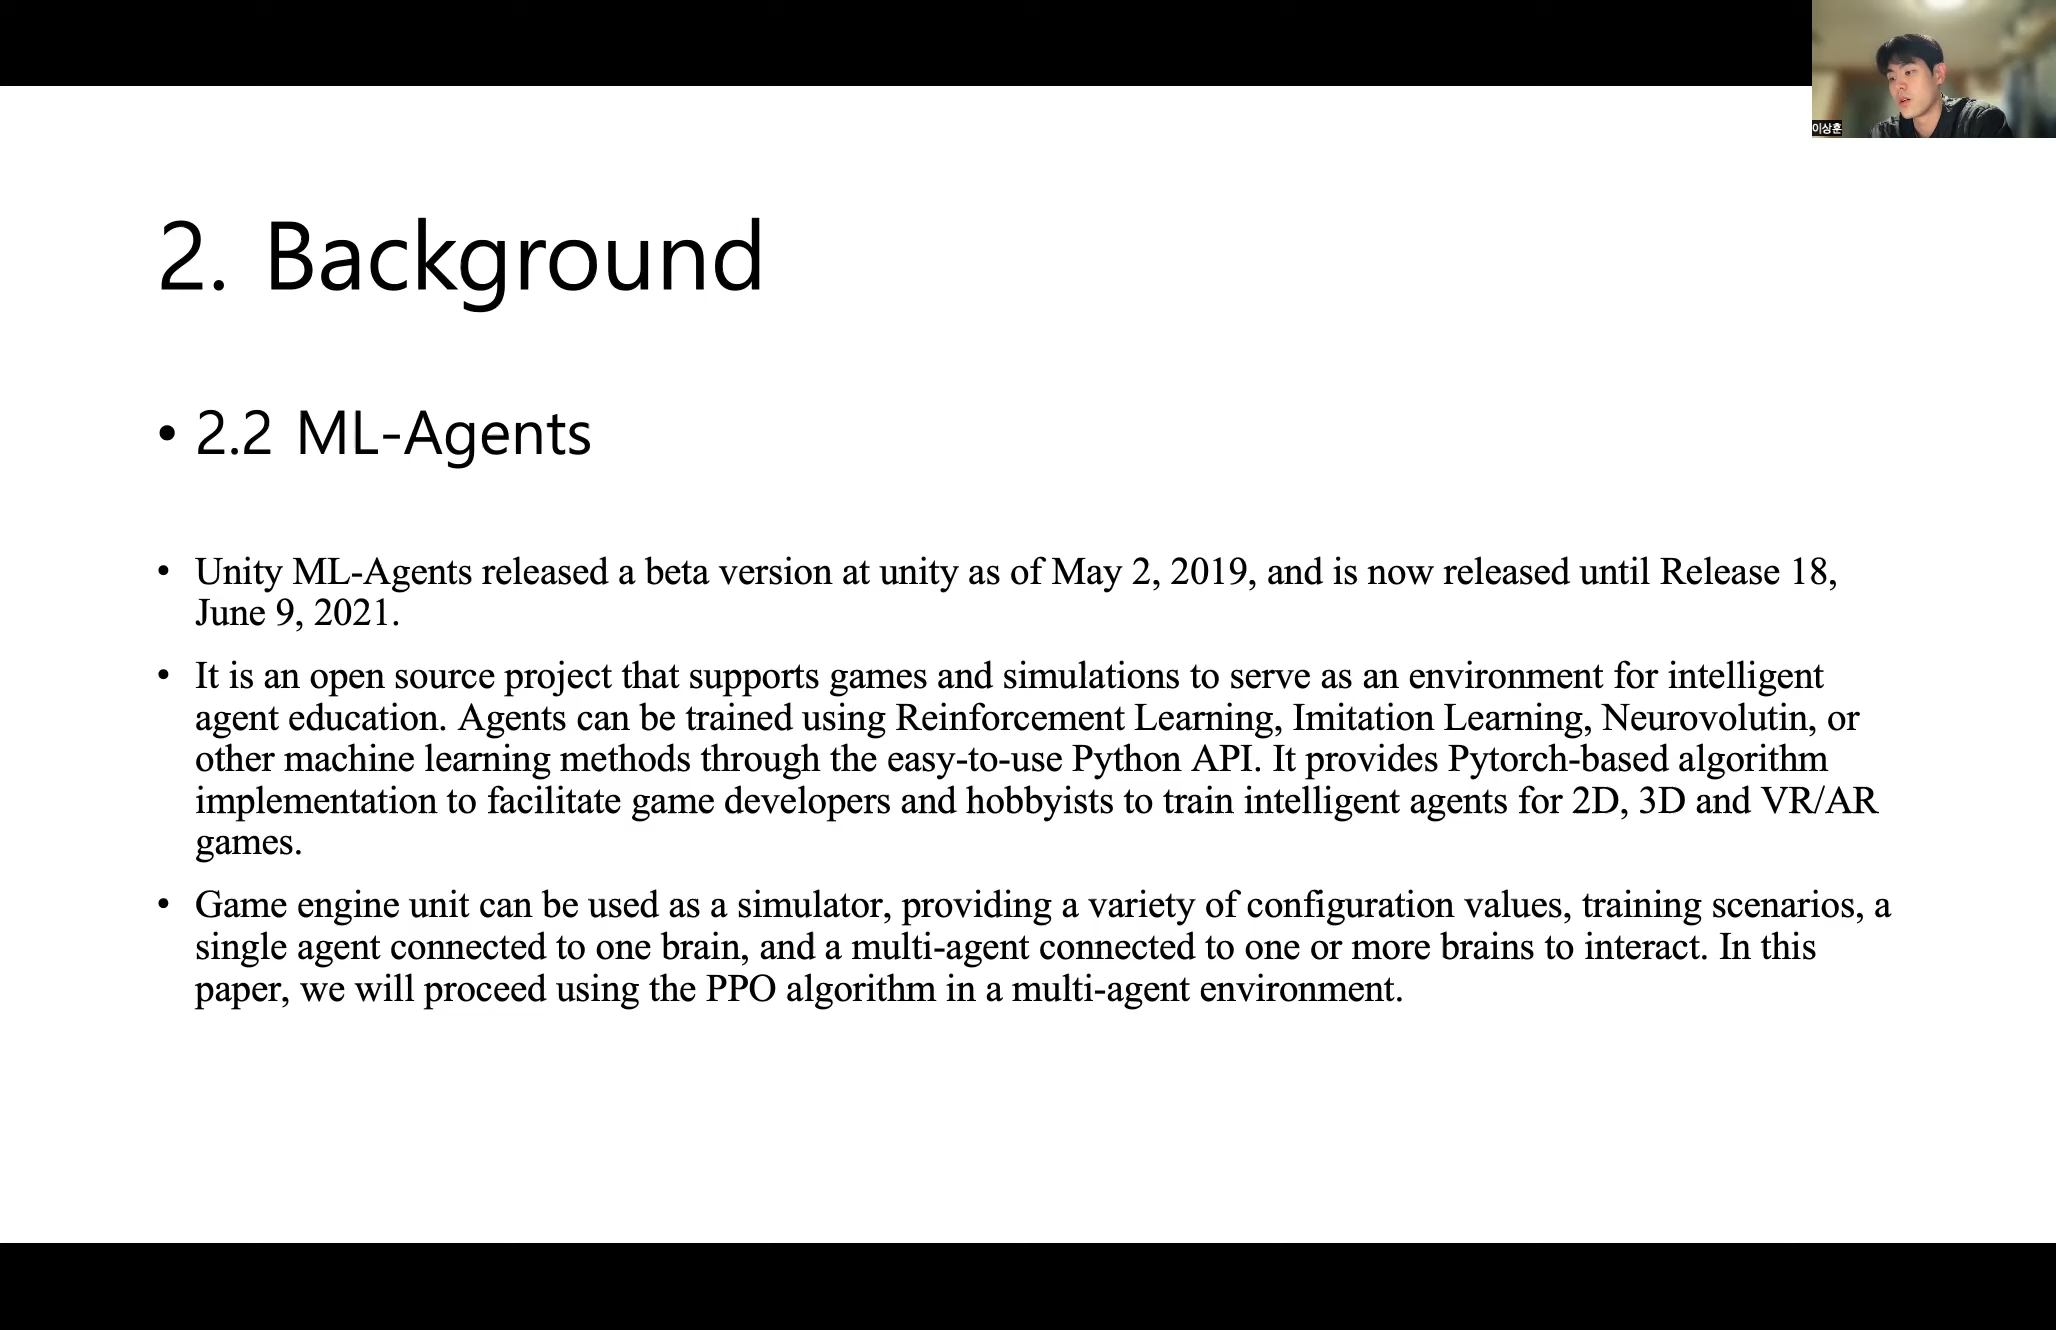 이상훈
2. Background
• 2.2 ML-Agents
• Unity ML-Agents released a beta version at unity as of May 2, 2019, and is now released until Release 18,
June 9, 2021.
• It is an open source project that supports games and simulations to serve as an environment for intelligent
agent education. Agents can be trained using Reinforcement Learning, Imitation Learning, Neurovolutin, or
other machine learning methods through the easy-to-use Python API. It provides Pytorch-based algorithm
implementation to facilitate game developers and hobbyists to train intelligent agents for 2D, 3D and VR/AR
games.
• Game engine unit can be used as a simulator, providing a variety of configuration values, training scenarios, a
single agent connected to one brain, and a multi-agent connected to one or more brains to interact. In this
paper, we will proceed using the PPO algorithm in a multi-agent environment.